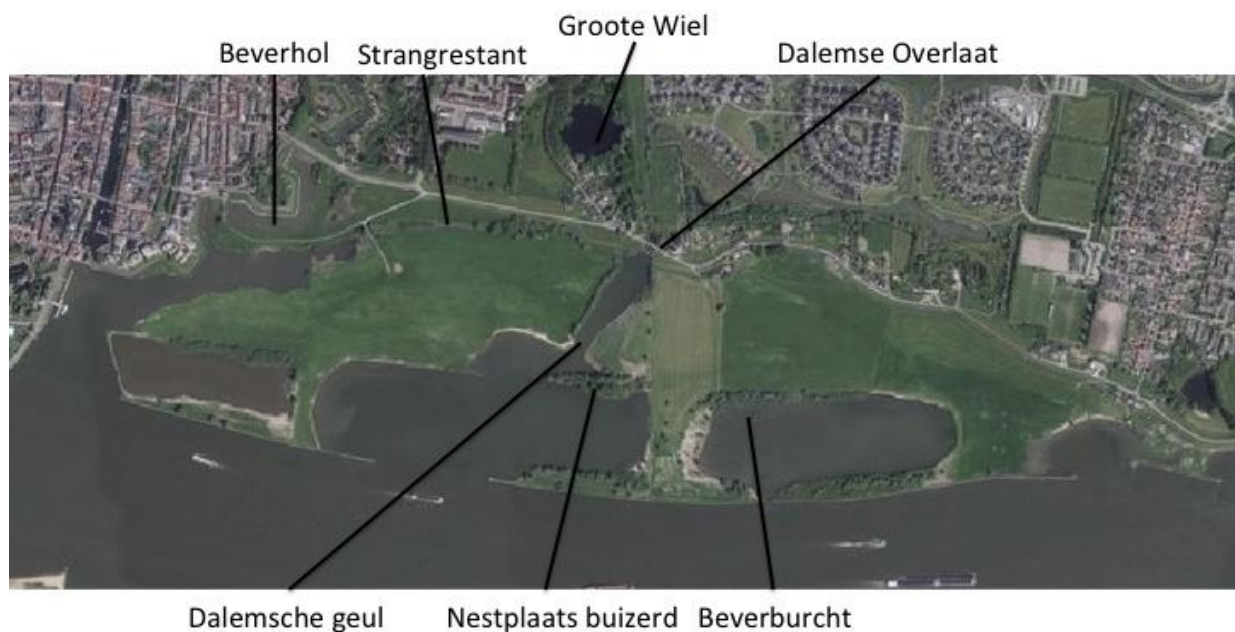 Groote Wiel
Beverhol
Strangrestant
Dalemse Overlaat
Dalemsche geul
Nestplaats buizerd
Beverburcht